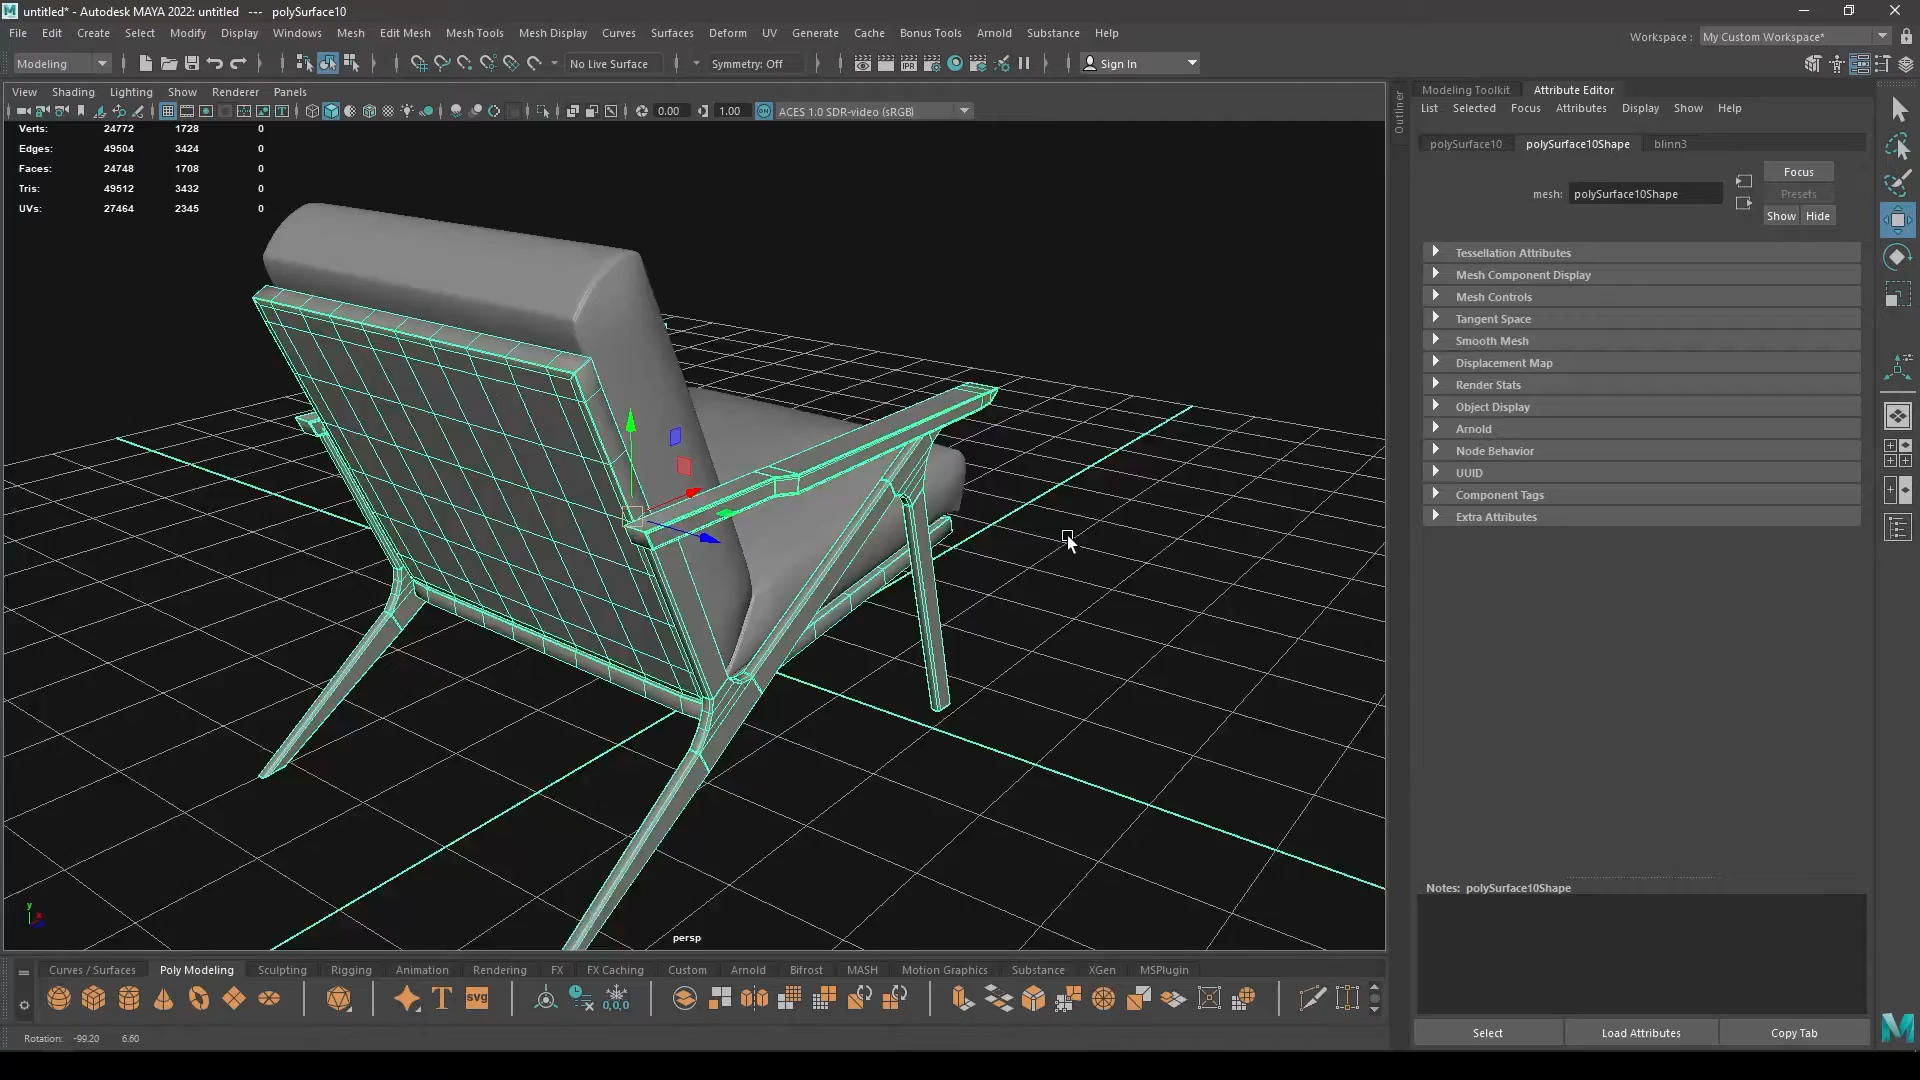 untitled* - Autodesk MAYA 2022: untitled   ---   polySurface10
File Edit Create Select Modify Display Windows Mesh Edit Mesh Mesh Tools Mesh Display Curves Surfaces Deform UV Generate Cache Bonus Tools Arnold Substance Help
Workspace : My Custom Workspace*
Modeling No Live Surface Symmetry: Off Sign In
View Shading Lighting Show Renderer Panels
0.00 1.00 ACES 1.0 SDR-video (sRGB)
Verts: 24772 1728 0
Edges: 49504 3424 0
Faces: 24748 1708 0
Tris: 49512 3432 0
UVs: 27464 2345 0
persp
Outliner
Modeling Toolkit Attribute Editor
List Selected Focus Attributes Display Show Help
polySurface10 polySurface10Shape blinn3
Focus
mesh: polySurface10Shape
Presets
Show Hide
Tessellation Attributes
Mesh Component Display
Mesh Controls
Tangent Space
Smooth Mesh
Displacement Map
Render Stats
Object Display
Arnold
Node Behavior
UUID
Component Tags
Extra Attributes
Notes: polySurface10Shape
Select Load Attributes Copy Tab
Curves / Surfaces Poly Modeling Sculpting Rigging Animation Rendering FX FX Caching Custom Arnold Bifrost MASH Motion Graphics Substance XGen MSPlugin
T svg 0,0,0
Rotation: -99.20 6.60